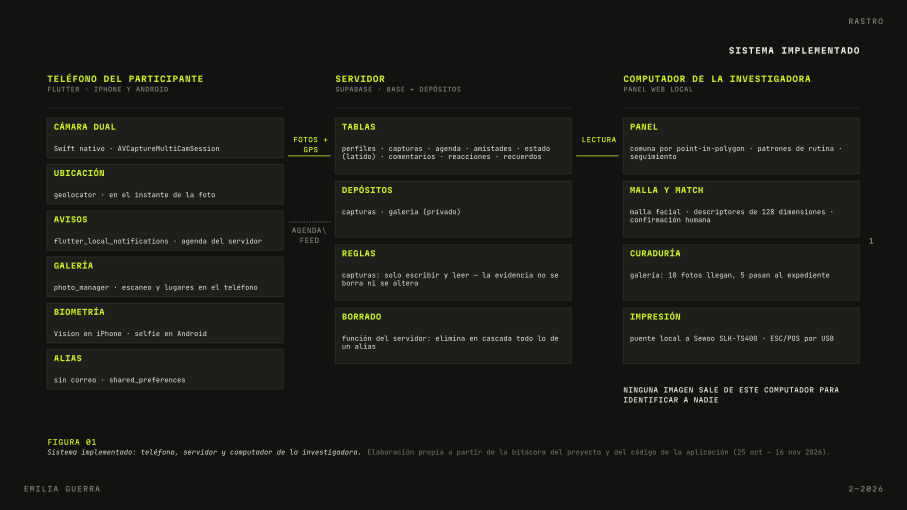 RASTRO
SISTEMA IMPLEMENTADO
TELÉFONO DEL PARTICIPANTE
FLUTTER · IPHONE Y ANDROID
CÁMARA DUAL
Swift nativo · AVCaptureMultiCamSession
UBICACIÓN
geolocator · en el instante de la foto
AVISOS
flutter_local_notifications · agenda del servidor
GALERÍA
photo_manager · escaneo y lugares en el teléfono
BIOMETRÍA
Vision en iPhone · selfie en Android
ALIAS
sin correo · shared_preferences
FOTOS +
GPS
AGENDA\
FEED
SERVIDOR
SUPABASE · BASE + DEPÓSITOS
TABLAS
perfiles · capturas · agenda · amistades · estado
(latido) · comentarios · reacciones · recuerdos
DEPÓSITOS
capturas · galeria (privado)
REGLAS
capturas: solo escribir y leer — la evidencia no se
borra ni se altera
BORRADO
función del servidor: elimina en cascada todo lo de
un alias
LECTURA
COMPUTADOR DE LA INVESTIGADORA
PANEL WEB LOCAL
PANEL
comuna por point-in-polygon · patrones de rutina ·
seguimiento
MALLA Y MATCH
malla facial · descriptores de 128 dimensiones ·
confirmación humana
CURADURÍA
galería: 10 fotos llegan, 5 pasan al expediente
IMPRESIÓN
puente local a Sewoo SLK-TS400 · ESC/POS por USB
NINGUNA IMAGEN SALE DE ESTE COMPUTADOR PARA
IDENTIFICAR A NADIE
1
FIGURA 01
Sistema implementado: teléfono, servidor y computador de la investigadora. Elaboración propia a partir de la bitácora del proyecto y del código de la aplicación (25 oct – 16 nov 2026).
EMILIA GUERRA
2—2026